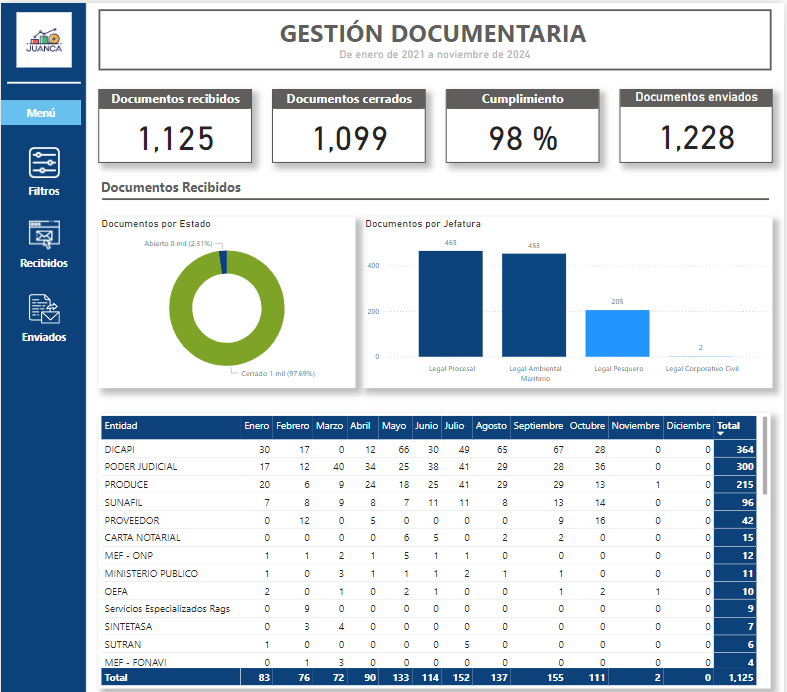 JUANCA
GESTIÓN DOCUMENTARIA
De enero de 2021 a noviembre de 2024
Menú
Filtros
Recibidos
Enviados
Documentos recibidos
1,125
Documentos cerrados
1,099
Cumplimiento
98 %
Documentos enviados
1,228
Documentos Recibidos
Documentos por Estado
Abierto 0 mil (2.31%)
Cerrado 1 mil (97.69%)
Documentos por Jefatura
400
200
0
465
453
205
2
Legal Procesal
Legal Ambiental
Maritimo
Legal Pesquero
Legal Corporativo Civil
Entidad Enero Febrero Marzo Abril Mayo Junio Julio Agosto Septiembre Octubre Noviembre Diciembre Total
DICAPI 30 17 0 12 66 30 49 65 67 28 0 0 364
PODER JUDICIAL 17 12 40 34 25 38 41 29 28 36 0 0 300
PRODUCE 20 6 9 24 18 25 41 29 29 13 1 0 215
SUNAFIL 7 8 9 8 7 11 11 8 13 14 0 0 96
PROVEEDOR 0 12 0 5 0 0 0 0 9 16 0 0 42
CARTA NOTARIAL 0 0 0 0 6 5 0 2 2 0 0 0 15
MEF - ONP 1 1 2 1 5 1 1 0 0 0 0 0 12
MINISTERIO PUBLICO 1 0 3 1 1 1 2 1 1 0 0 0 11
OEFA 2 0 1 0 2 1 0 0 1 2 1 0 10
Servicios Especializados Rags 0 9 0 0 0 0 0 0 0 0 0 0 9
SINTETASA 0 3 4 0 0 0 0 0 0 0 0 0 7
SUTRAN 1 0 0 0 0 0 5 0 0 0 0 0 6
MEF - FONAVI 0 1 3 0 0 0 0 0 0 0 0 0 4
Total 83 76 72 90 133 114 152 137 155 111 2 0 1,125